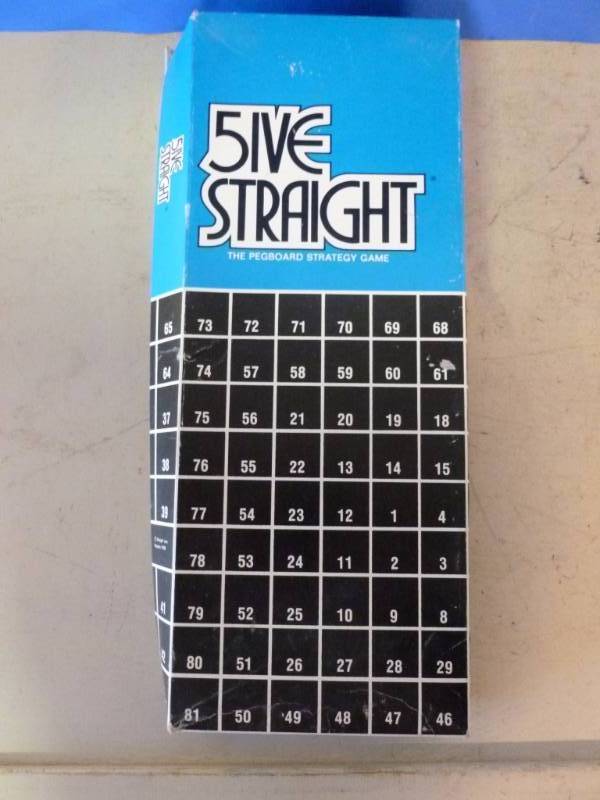 5IVE
STRAIGHT
THE PEGBOARD STRATEGY GAME
5IVE
STRAIGHT
65 73 72 71 70 69 68
64 74 57 58 59 60 61
37 75 56 21 20 19 18
38 76 55 22 13 14 15
39 77 54 23 12 1 4
78 53 24 11 2 3
41 79 52 25 10 9 8
80 51 26 27 28 29
81 50 49 48 47 46